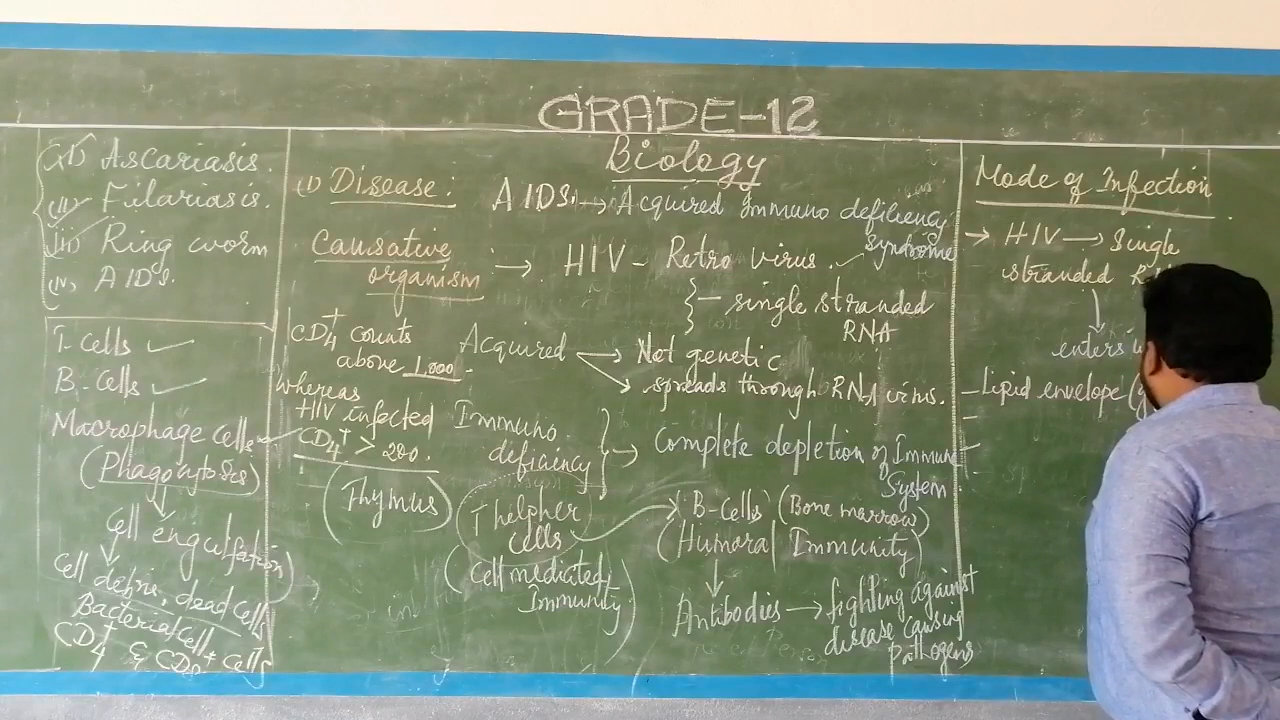 GRADE-12
Biology
(I) Ascariasis.
(II) Filariasis.
(III) Ring worm
(IV) AIDs.
T. cells
B. cells
Macrophage cells
(Phagocytosis)
Cell engulfation
Cell debris, dead cells
Bacterial cell
CD4+ & CD8+ cells
(1) Disease: AIDS. → Acquired Immuno deficiency
syndrome
Causative
organism : → HIV - Retro virus.
single stranded
RNA
CD4+ counts
above 1,000.
whereas
HIV infected
CD4+ > 200.
(Thymus)
Acquired → Not genetic
→ spreads through RNA virus.
Immuno
deficiency → Complete depletion of Immune
System
T helpher
cells
(Cell mediated
Immunity)
B-Cells (Bone marrow)
(Humoral Immunity)
Antibodies → fighting against
disease causing
pathogens
Mode of Infection
→ HIV → Single
stranded
enters
- Lipid envelope